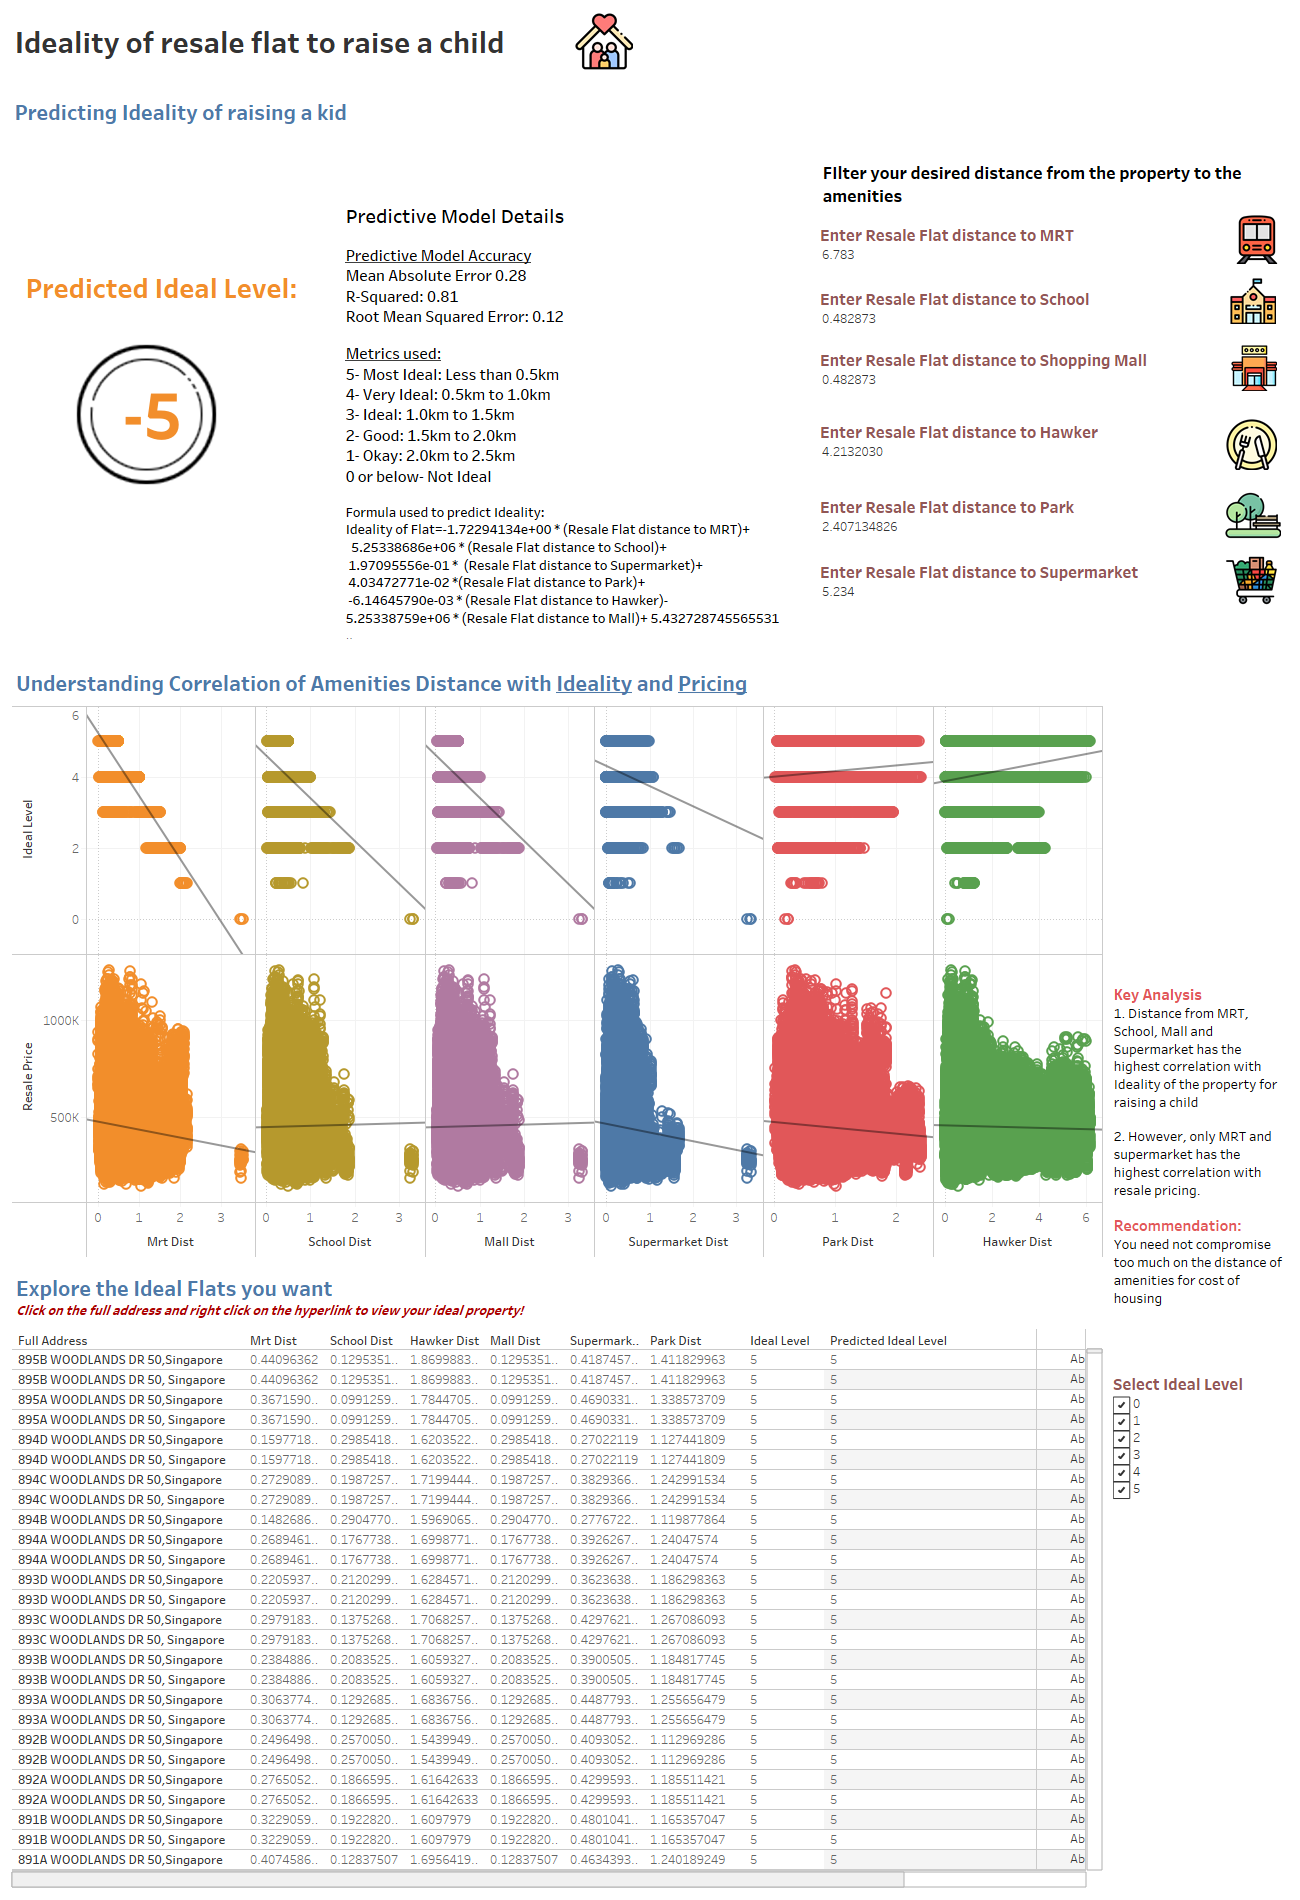 Ideality of resale flat to raise a child
Predicting Ideality of raising a kid
Predicted Ideal Level:
-5
Predictive Model Details
Predictive Model Accuracy
Mean Absolute Error 0.28
R-Squared: 0.81
Root Mean Squared Error: 0.12
Metrics used:
5- Most Ideal: Less than 0.5km
4- Very Ideal: 0.5km to 1.0km
3- Ideal: 1.0km to 1.5km
2- Good: 1.5km to 2.0km
1- Okay: 2.0km to 2.5km
0 or below- Not Ideal
Formula used to predict Ideality:
Ideality of Flat=-1.72294134e+00 * (Resale Flat distance to MRT)+
5.25338686e+06 * (Resale Flat distance to School)+
1.97095556e-01 * (Resale Flat distance to Supermarket)+
4.03472771e-02 *(Resale Flat distance to Park)+
-6.14645790e-03 * (Resale Flat distance to Hawker)-
5.25338759e+06 * (Resale Flat distance to Mall)+ 5.432728745565531
..
FIlter your desired distance from the property to the
amenities
Enter Resale Flat distance to MRT
6.783
Enter Resale Flat distance to School
0.482873
Enter Resale Flat distance to Shopping Mall
0.482873
Enter Resale Flat distance to Hawker
4.2132030
Enter Resale Flat distance to Park
2.407134826
Enter Resale Flat distance to Supermarket
5.234
Understanding Correlation of Amenities Distance with Ideality and Pricing
Ideal Level
6
4
2
0
Resale Price
1000K
500K
0 1 2 3 0 1 2 3 0 1 2 3 0 1 2 3 0 1 2 0 2 4 6
Mrt Dist School Dist Mall Dist Supermarket Dist Park Dist Hawker Dist
Key Analysis
1. Distance from MRT,
School, Mall and
Supermarket has the
highest correlation with
Ideality of the property for
raising a child
2. However, only MRT and
supermarket has the
highest correlation with
resale pricing.
Recommendation:
You need not compromise
too much on the distance of
amenities for cost of
housing
Explore the Ideal Flats you want
Click on the full address and right click on the hyperlink to view your ideal property!
Full Address Mrt Dist School Dist Hawker Dist Mall Dist Supermark.. Park Dist Ideal Level Predicted Ideal Level
895B WOODLANDS DR 50,Singapore 0.44096362 0.1295351.. 1.8699883.. 0.1295351.. 0.4187457.. 1.411829963 5 5 Ab
895B WOODLANDS DR 50, Singapore 0.44096362 0.1295351.. 1.8699883.. 0.1295351.. 0.4187457.. 1.411829963 5 5 Ab
895A WOODLANDS DR 50,Singapore 0.3671590.. 0.0991259.. 1.7844705.. 0.0991259.. 0.4690331.. 1.338573709 5 5 Ab
895A WOODLANDS DR 50, Singapore 0.3671590.. 0.0991259.. 1.7844705.. 0.0991259.. 0.4690331.. 1.338573709 5 5 Ab
894D WOODLANDS DR 50,Singapore 0.1597718.. 0.2985418.. 1.6203522.. 0.2985418.. 0.27022119 1.127441809 5 5 Ab
894D WOODLANDS DR 50, Singapore 0.1597718.. 0.2985418.. 1.6203522.. 0.2985418.. 0.27022119 1.127441809 5 5 Ab
894C WOODLANDS DR 50,Singapore 0.2729089.. 0.1987257.. 1.7199444.. 0.1987257.. 0.3829366.. 1.242991534 5 5 Ab
894C WOODLANDS DR 50, Singapore 0.2729089.. 0.1987257.. 1.7199444.. 0.1987257.. 0.3829366.. 1.242991534 5 5 Ab
894B WOODLANDS DR 50, Singapore 0.1482686.. 0.2904770.. 1.5969065.. 0.2904770.. 0.2776722.. 1.119877864 5 5 Ab
894A WOODLANDS DR 50,Singapore 0.2689461.. 0.1767738.. 1.6998771.. 0.1767738.. 0.3926267.. 1.24047574 5 5 Ab
894A WOODLANDS DR 50, Singapore 0.2689461.. 0.1767738.. 1.6998771.. 0.1767738.. 0.3926267.. 1.24047574 5 5 Ab
893D WOODLANDS DR 50,Singapore 0.2205937.. 0.2120299.. 1.6284571.. 0.2120299.. 0.3623638.. 1.186298363 5 5 Ab
893D WOODLANDS DR 50, Singapore 0.2205937.. 0.2120299.. 1.6284571.. 0.2120299.. 0.3623638.. 1.186298363 5 5 Ab
893C WOODLANDS DR 50,Singapore 0.2979183.. 0.1375268.. 1.7068257.. 0.1375268.. 0.4297621.. 1.267086093 5 5 Ab
893C WOODLANDS DR 50, Singapore 0.2979183.. 0.1375268.. 1.7068257.. 0.1375268.. 0.4297621.. 1.267086093 5 5 Ab
893B WOODLANDS DR 50,Singapore 0.2384886.. 0.2083525.. 1.6059327.. 0.2083525.. 0.3900505.. 1.184817745 5 5 Ab
893B WOODLANDS DR 50, Singapore 0.2384886.. 0.2083525.. 1.6059327.. 0.2083525.. 0.3900505.. 1.184817745 5 5 Ab
893A WOODLANDS DR 50,Singapore 0.3063774.. 0.1292685.. 1.6836756.. 0.1292685.. 0.4487793.. 1.255656479 5 5 Ab
893A WOODLANDS DR 50, Singapore 0.3063774.. 0.1292685.. 1.6836756.. 0.1292685.. 0.4487793.. 1.255656479 5 5 Ab
892B WOODLANDS DR 50,Singapore 0.2496498.. 0.2570050.. 1.5439949.. 0.2570050.. 0.4093052.. 1.112969286 5 5 Ab
892B WOODLANDS DR 50, Singapore 0.2496498.. 0.2570050.. 1.5439949.. 0.2570050.. 0.4093052.. 1.112969286 5 5 Ab
892A WOODLANDS DR 50,Singapore 0.2765052.. 0.1866595.. 1.61642633 0.1866595.. 0.4299593.. 1.185511421 5 5 Ab
892A WOODLANDS DR 50, Singapore 0.2765052.. 0.1866595.. 1.61642633 0.1866595.. 0.4299593.. 1.185511421 5 5 Ab
891B WOODLANDS DR 50,Singapore 0.3229059.. 0.1922820.. 1.6097979 0.1922820.. 0.4801041.. 1.165357047 5 5 Ab
891B WOODLANDS DR 50, Singapore 0.3229059.. 0.1922820.. 1.6097979 0.1922820.. 0.4801041.. 1.165357047 5 5 Ab
891A WOODLANDS DR 50,Singapore 0.4074586.. 0.12837507 1.6956419.. 0.12837507 0.4634393.. 1.240189249 5 5 Ab
Select Ideal Level
0
1
2
3
4
5